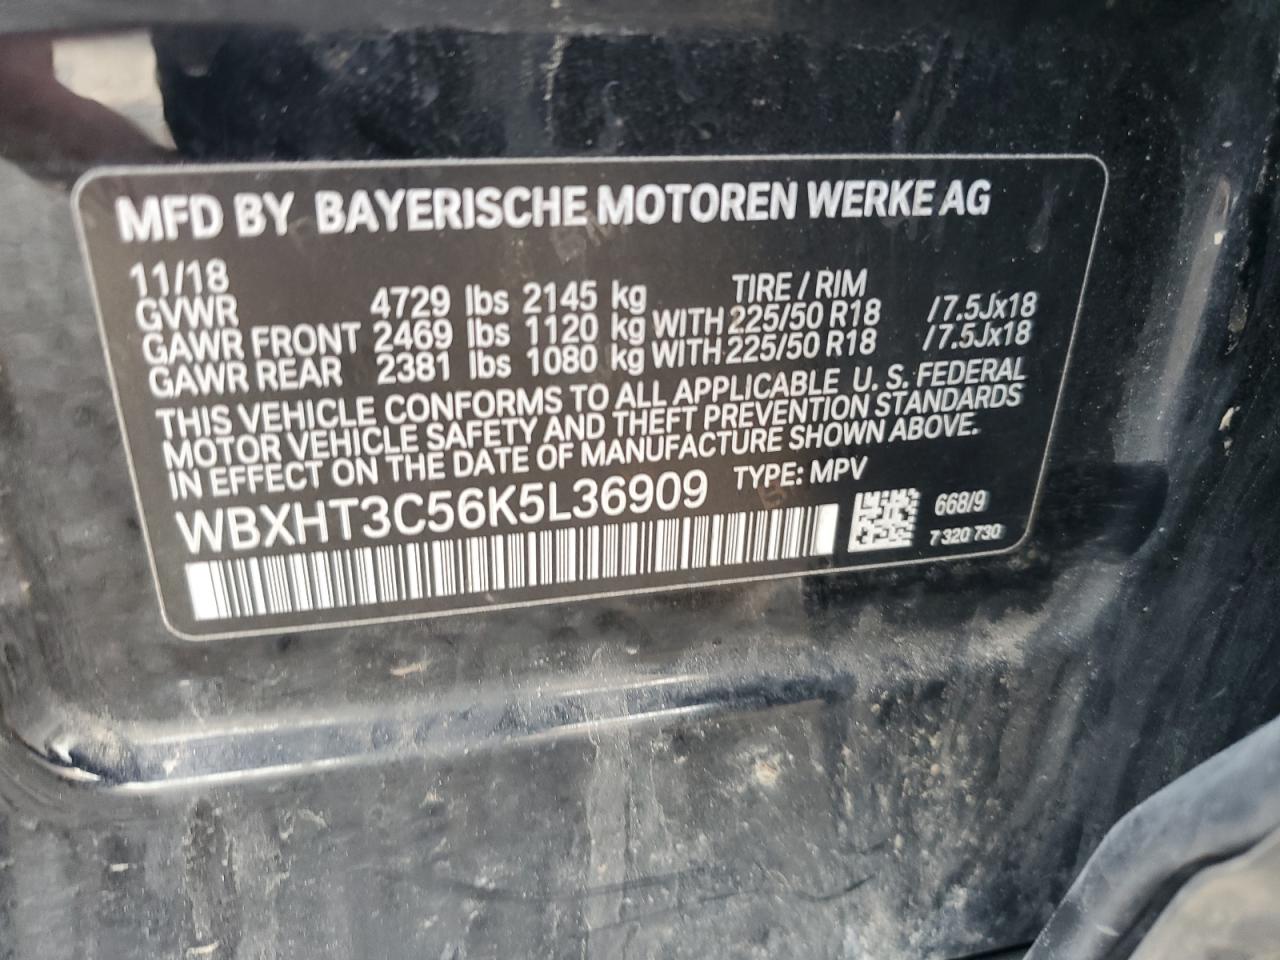 MFD BY BAYERISCHE MOTOREN WERKE AG
11/18
TIRE / RIM
GVWR 4729 lbs 2145 kg
GAWR FRONT 2469 lbs 1120 kg WITH 225/50 R18 /7.5Jx18
GAWR REAR 2381 lbs 1080 kg WITH 225/50 R18 /7.5Jx18
THIS VEHICLE CONFORMS TO ALL APPLICABLE U. S. FEDERAL
MOTOR VEHICLE SAFETY AND THEFT PREVENTION STANDARDS
IN EFFECT ON THE DATE OF MANUFACTURE SHOWN ABOVE.
WBXHT3C56K5L36909 TYPE: MPV
668/9
7 320 730